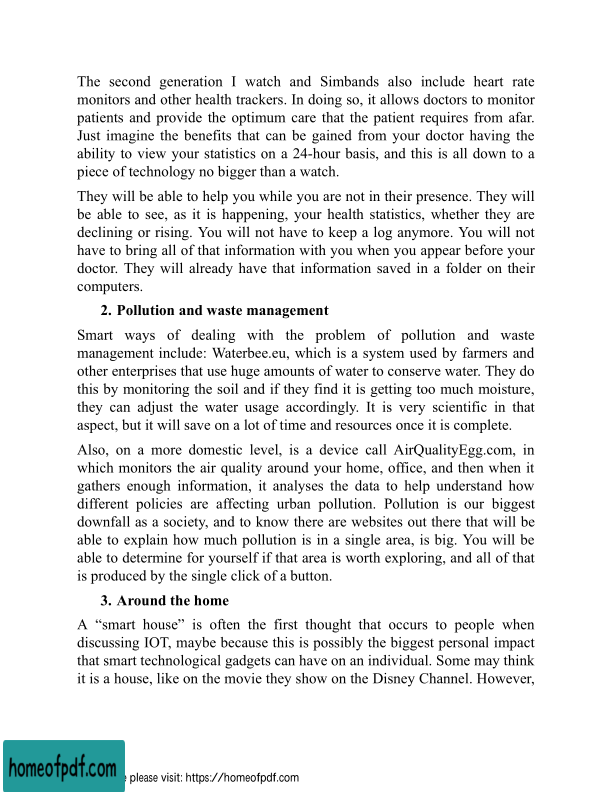 The second generation I watch and Simbands also include heart rate
monitors and other health trackers. In doing so, it allows doctors to monitor
patients and provide the optimum care that the patient requires from afar.
Just imagine the benefits that can be gained from your doctor having the
ability to view your statistics on a 24-hour basis, and this is all down to a
piece of technology no bigger than a watch.
They will be able to help you while you are not in their presence. They will
be able to see, as it is happening, your health statistics, whether they are
declining or rising. You will not have to keep a log anymore. You will not
have to bring all of that information with you when you appear before your
doctor. They will already have that information saved in a folder on their
computers.
2. Pollution and waste management
Smart ways of dealing with the problem of pollution and waste
management include: Waterbee.eu, which is a system used by farmers and
other enterprises that use huge amounts of water to conserve water. They do
this by monitoring the soil and if they find it is getting too much moisture,
they can adjust the water usage accordingly. It is very scientific in that
aspect, but it will save on a lot of time and resources once it is complete.
Also, on a more domestic level, is a device call AirQualityEgg.com, in
which monitors the air quality around your home, office, and then when it
gathers enough information, it analyses the data to help understand how
different policies are affecting urban pollution. Pollution is our biggest
downfall as a society, and to know there are websites out there that will be
able to explain how much pollution is in a single area, is big. You will be
able to determine for yourself if that area is worth exploring, and all of that
is produced by the single click of a button.
3. Around the home
A “smart house” is often the first thought that occurs to people when
discussing IOT, maybe because this is possibly the biggest personal impact
that smart technological gadgets can have on an individual. Some may think
it is a house, like on the movie they show on the Disney Channel. However,
homeofpdf.com
please visit: https://homeofpdf.com